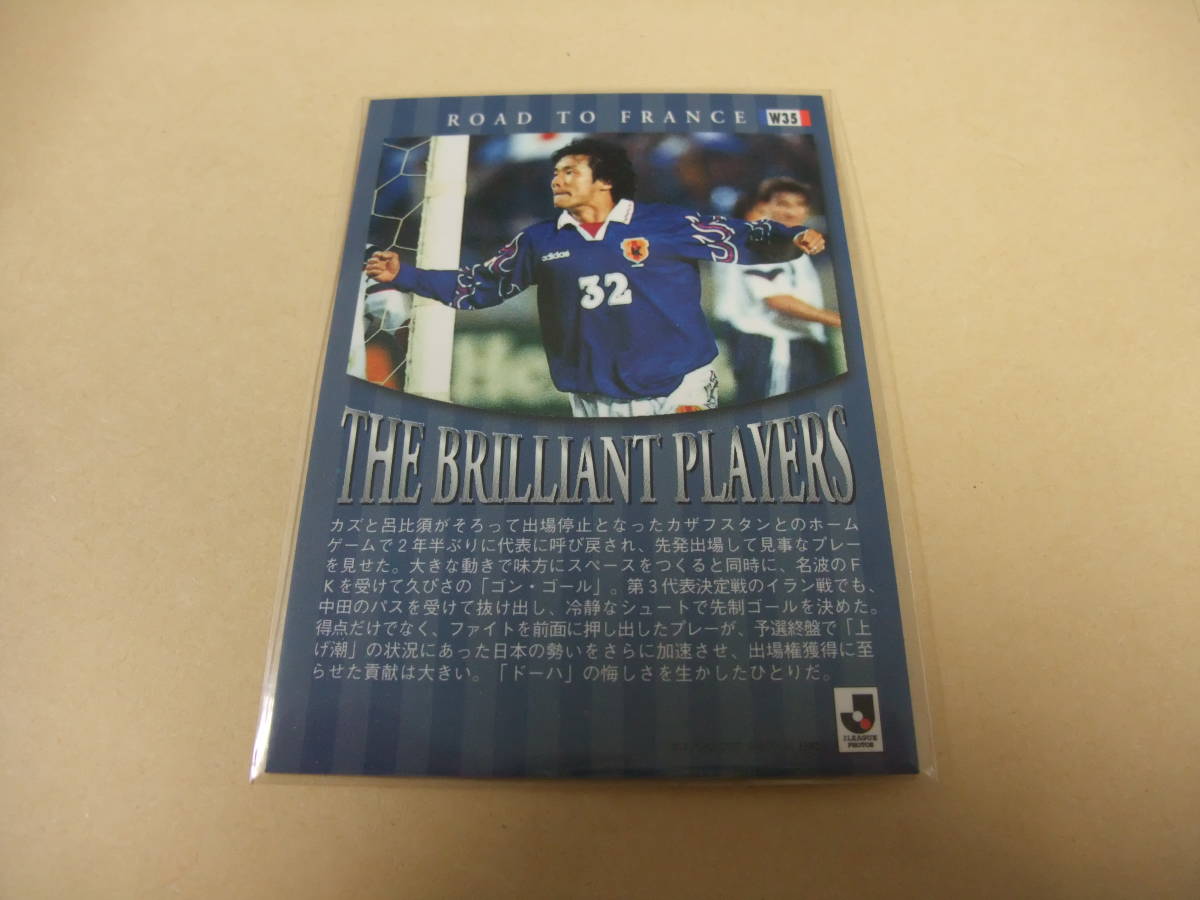 ROAD TO FRANCE W35
adidas
32
THE BRILLIANT PLAYERS
カズと呂比須がそろって出場停止となったカザフスタンとのホーム
ゲームで2年半ぶりに代表に呼び戻され、先発出場して見事なプレー
を見せた。大きな動きで味方にスペースをつくると同時に、名波のF
Kを受けて久びさの「ゴン・ゴール」。第3代表決定戦のイラン戦でも、
中田のパスを受けて抜け出し、冷静なシュートで先制ゴールを決めた。
得点だけでなく、ファイトを前面に押し出したプレーが、予選終盤で「上
げ潮」の状況にあった日本の勢いをさらに加速させ、出場権獲得に至
らせた貢献は大きい。「ドーハ」の悔しさを生かしたひとりだ。
J.LEAGUE
PHOTOS